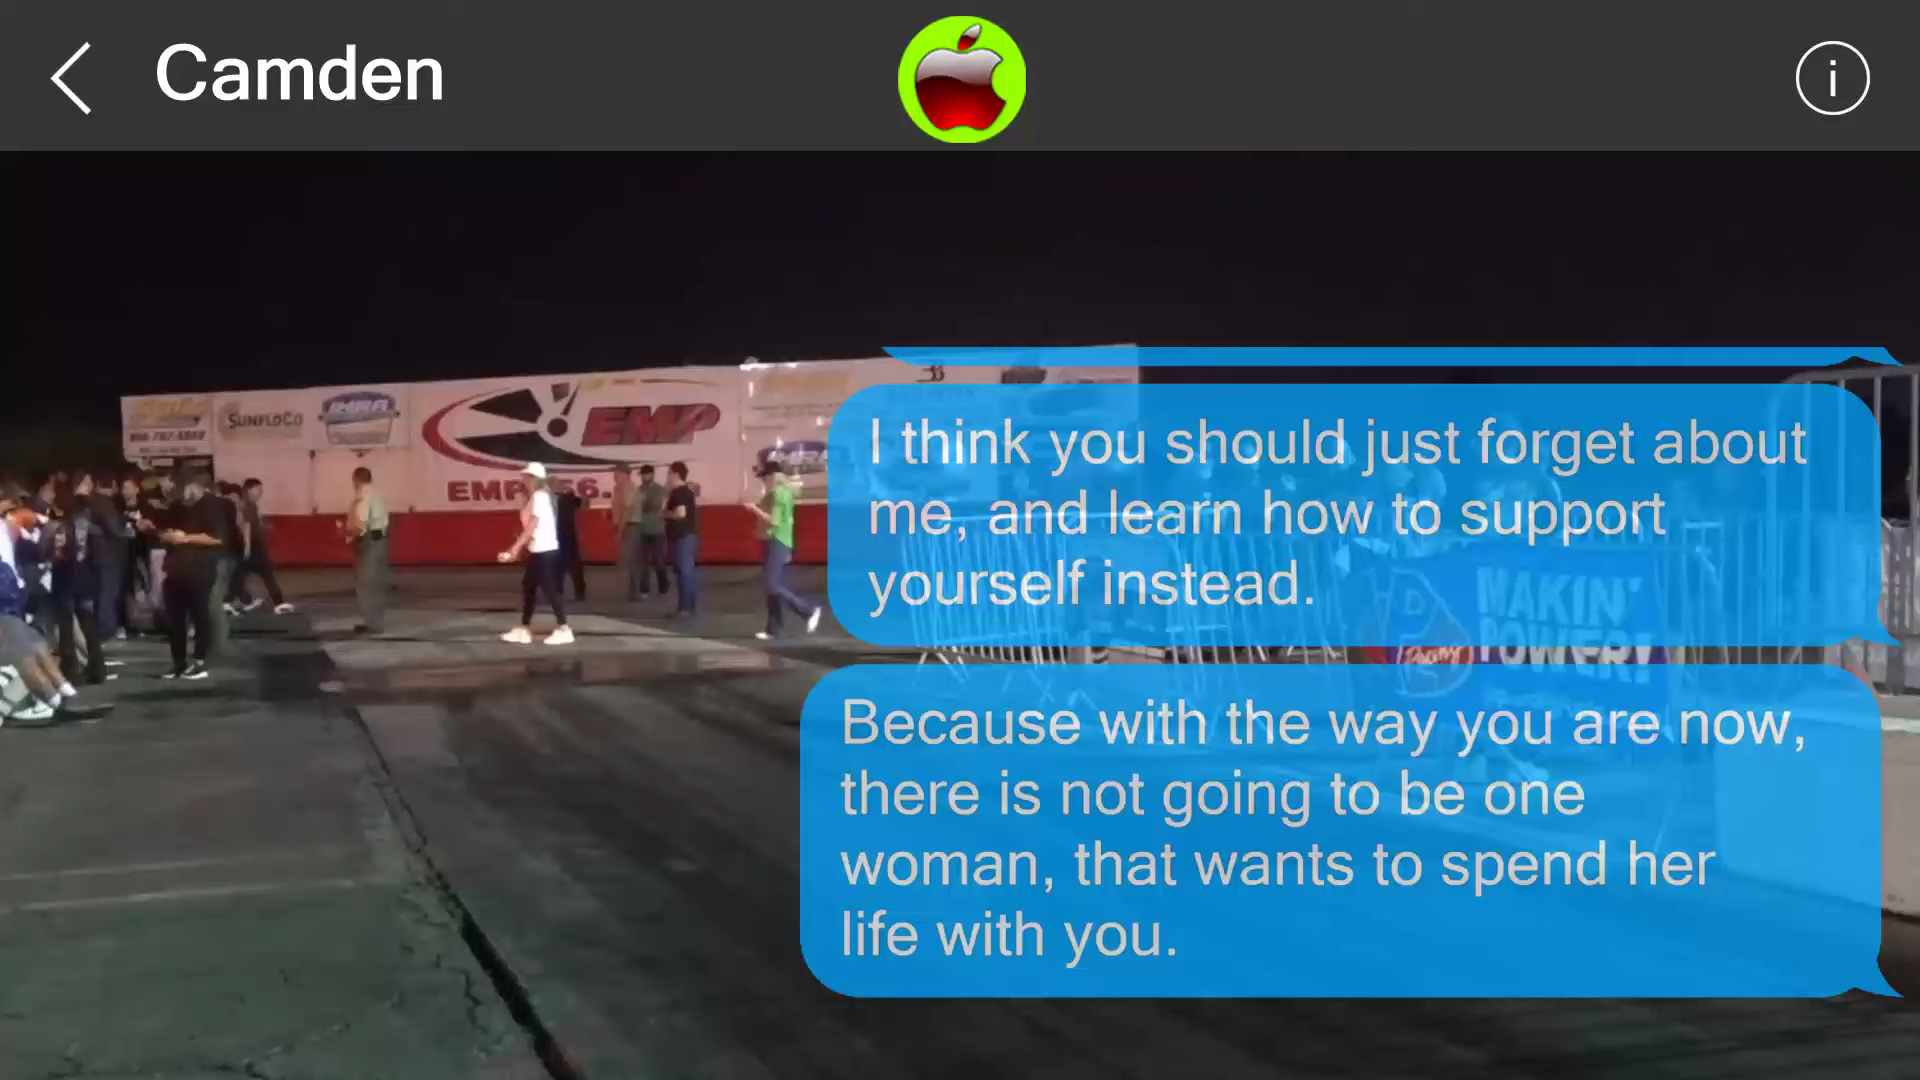 Camden
i
SUNFLOCO
IHRA
EMP
I think you should just forget about
me, and learn how to support
yourself instead.
MAKIN'
POWER!
Racing
Because with the way you are now,
there is not going to be one
woman, that wants to spend her
life with you.